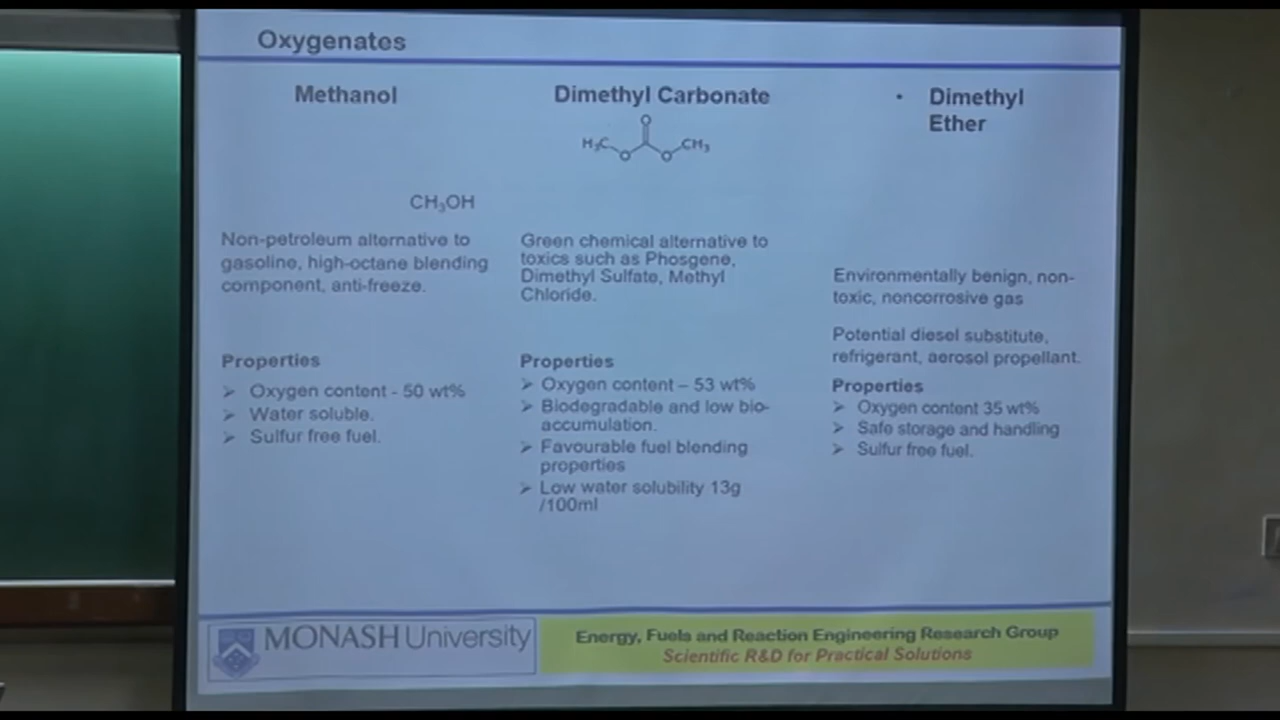 Oxygenates
Methanol
CH₃OH
Non-petroleum alternative to
gasoline, high-octane blending
component, anti-freeze.
Properties
➢ Oxygen content - 50 wt%
➢ Water soluble.
➢ Sulfur free fuel.
Dimethyl Carbonate
O
H₃C
O
O
CH₃
Green chemical alternative to
toxics such as Phosgene,
Dimethyl Sulfate, Methyl
Chloride.
Properties
➢ Oxygen content – 53 wt%
➢ Biodegradable and low bio-
accumulation.
➢ Favourable fuel blending
properties
➢ Low water solubility 13g
/100ml
• Dimethyl
Ether
Environmentally benign, non-
toxic, noncorrosive gas
Potential diesel substitute,
refrigerant, aerosol propellant.
Properties
➢ Oxygen content 35 wt%
➢ Safe storage and handling
➢ Sulfur free fuel.
MONASH University
Energy, Fuels and Reaction Engineering Research Group
Scientific R&D for Practical Solutions